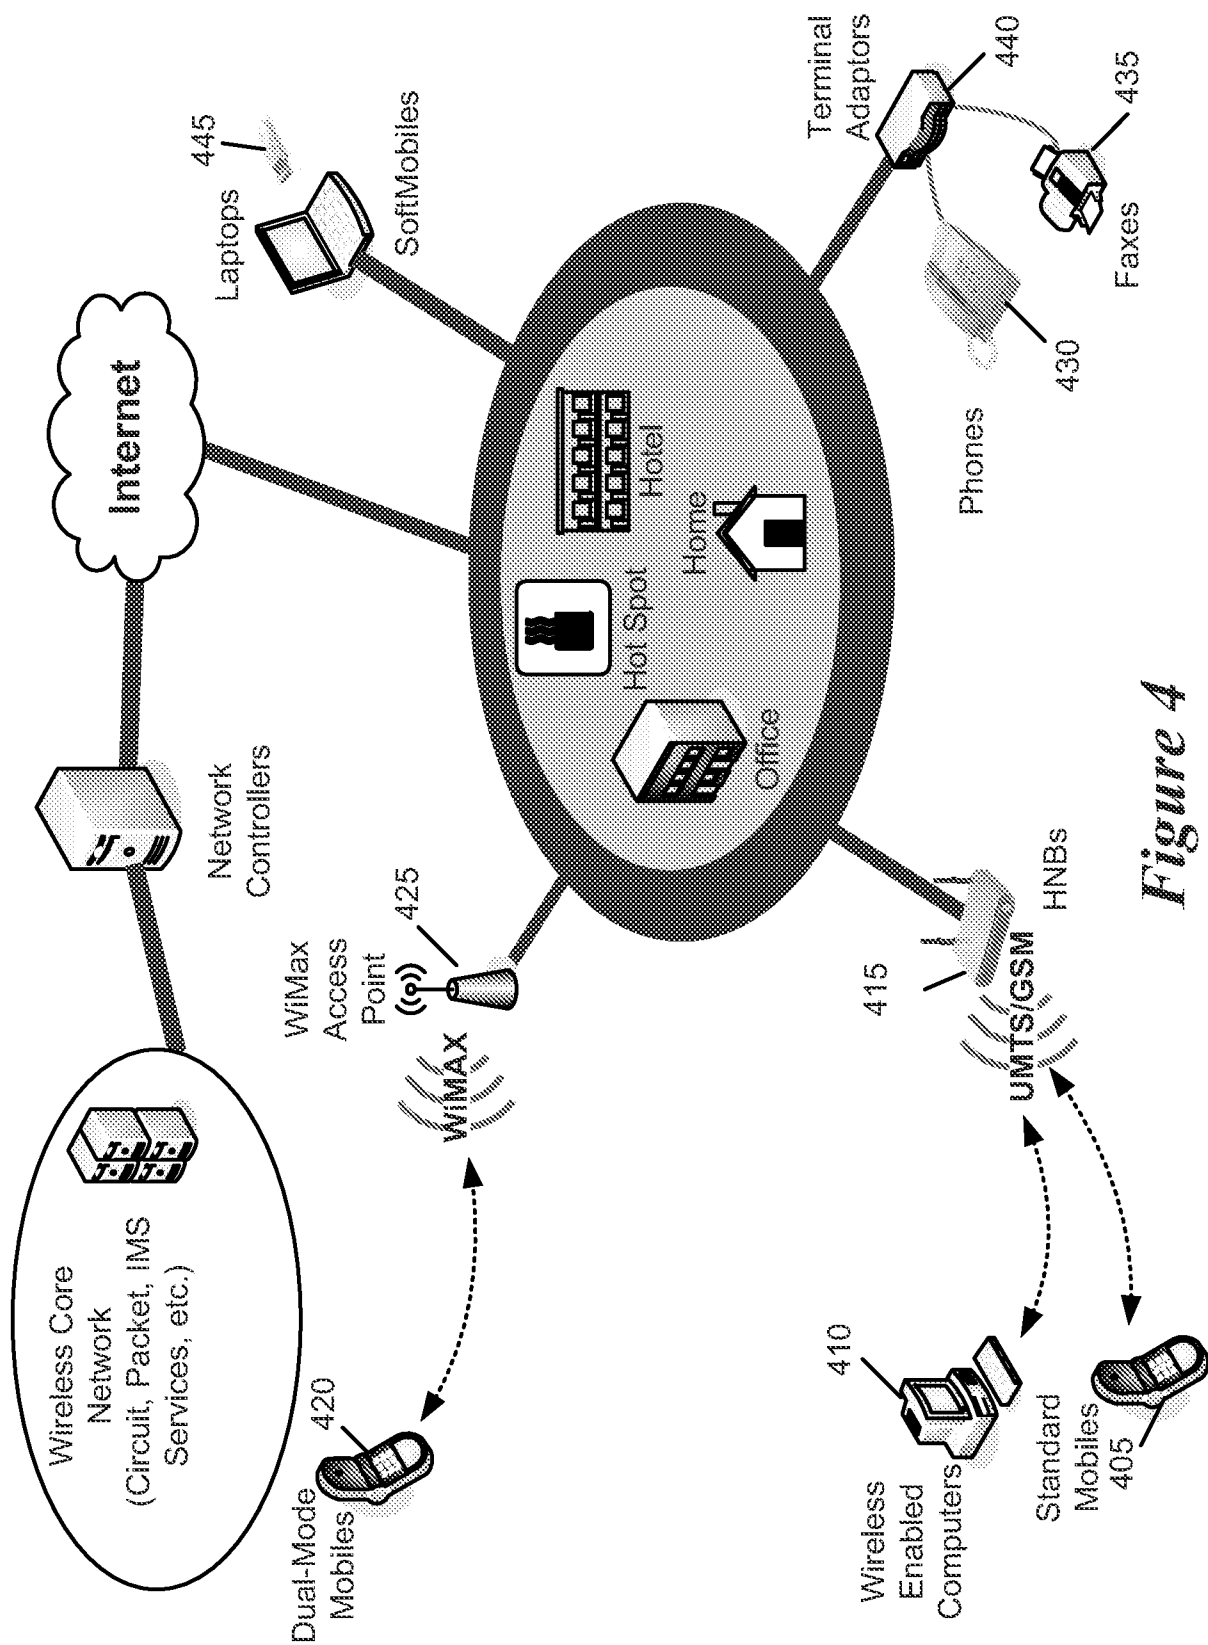 Wireless Core
Network
(Circuit, Packet, IMS
Services, etc.)
Network
Controllers
Internet
Laptops
445
SoftMobiles
Dual-Mode
Mobiles
420
WiMAX
WiMax
Access
Point
425
Office
Hot Spot
Home
Hotel
Terminal
Adaptors
440
435
Faxes
430
Phones
Wireless
Enabled
Computers
410
Standard
Mobiles
405
UMTS/GSM
415
HNBs
Figure 4